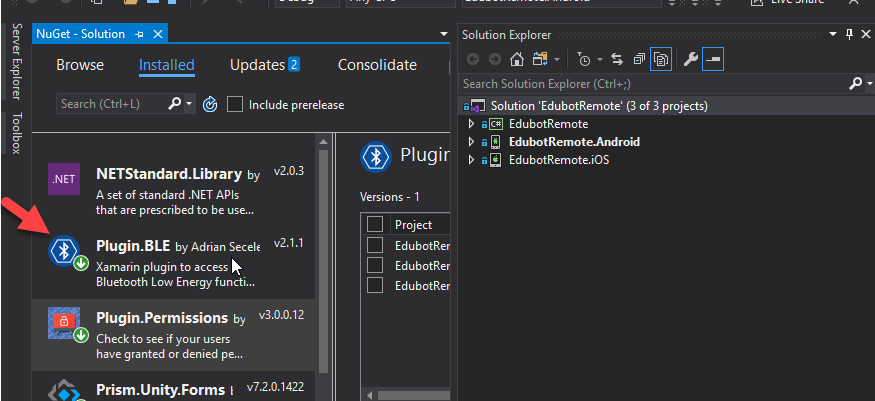 Live Share
Server Explorer
Toolbox
NuGet - Solution
Browse
Installed
Updates 2
Consolidate
Search (Ctrl+L)
Include prerelease
.NET
NETStandard.Library by
v2.0.3
A set of standard .NET APIs
that are prescribed to be use...
Plugin.BLE by Adrian Secele
v2.1.1
Xamarin plugin to access
Bluetooth Low Energy functi...
Plugin.Permissions by
v3.0.0.12
Check to see if your users
have granted or denied pe...
Prism.Unity.Forms
v7.2.0.1422
Plugin
Versions - 1
Project
EdubotRem
EdubotRem
EdubotRem
Solution Explorer
Search Solution Explorer (Ctrl+;)
Solution 'EdubotRemote' (3 of 3 projects)
C# EdubotRemote
EdubotRemote.Android
EdubotRemote.iOS